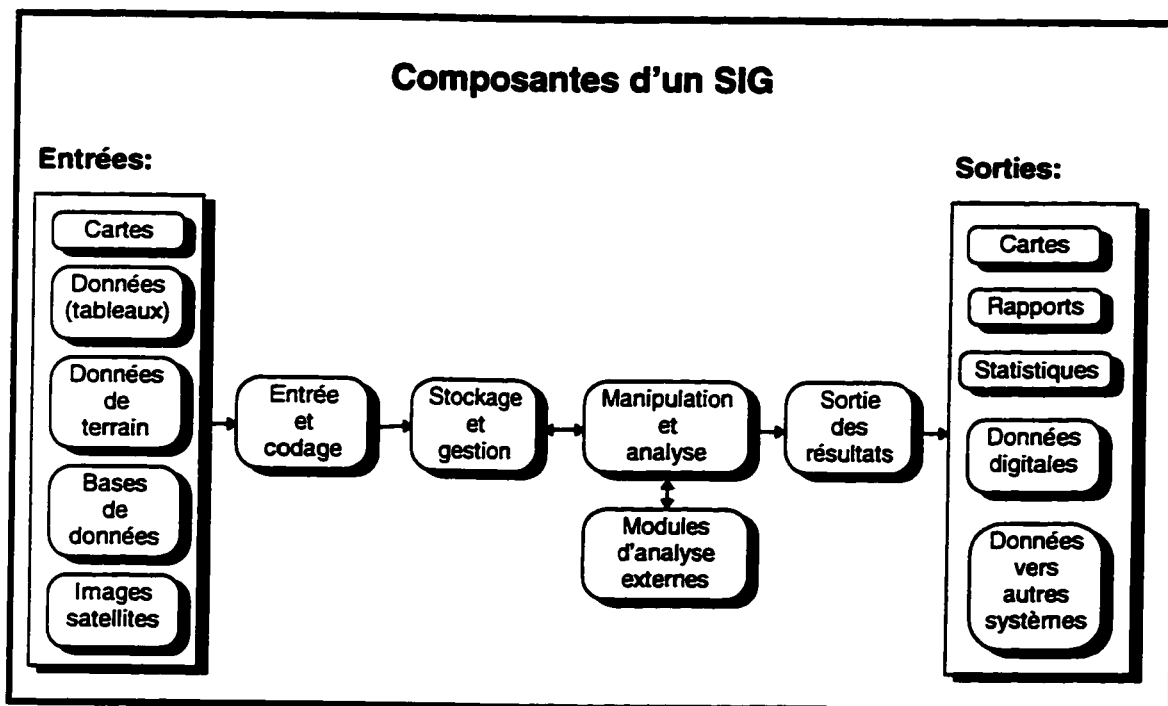 Composantes d'un SIG
Entrées:
Cartes
Données
(tableaux)
Données
de
terrain
Bases
de
données
Images
satellites
Entrée
et
codage
Stockage
et
gestion
Manipulation
et
analyse
Modules
d'analyse
externes
Sortie
des
résultats
Sorties:
Cartes
Rapports
Statistiques
Données
digitales
Données
vers
autres
systèmes